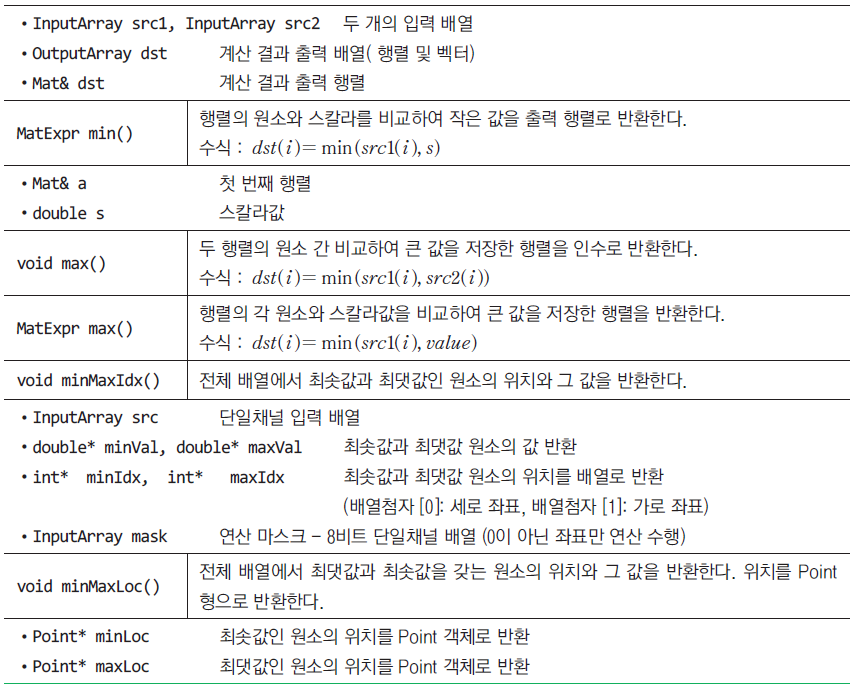 • InputArray src1, InputArray src2 두 개의 입력 배열
• OutputArray dst 계산 결과 출력 배열( 행렬 및 벡터)
• Mat& dst 계산 결과 출력 행렬
MatExpr min() 행렬의 원소와 스칼라를 비교하여 작은 값을 출력 행렬로 반환한다.
수식 : dst(i)=min(src1(i), s)
• Mat& a 첫 번째 행렬
• double s 스칼라값
void max() 두 행렬의 원소 간 비교하여 큰 값을 저장한 행렬을 인수로 반환한다.
수식 : dst(i)=min(src1(i), src2(i))
MatExpr max() 행렬의 각 원소와 스칼라값을 비교하여 큰 값을 저장한 행렬을 반환한다.
수식 : dst(i)=min(src1(i), value)
void minMaxIdx() 전체 배열에서 최솟값과 최댓값인 원소의 위치와 그 값을 반환한다.
• InputArray src 단일채널 입력 배열
• double* minVal, double* maxVal 최솟값과 최댓값 원소의 값 반환
• int* minIdx, int* maxIdx 최솟값과 최댓값 원소의 위치를 배열로 반환
(배열첨자 [0]: 세로 좌표, 배열첨자 [1]: 가로 좌표)
• InputArray mask 연산 마스크 – 8비트 단일채널 배열 (0이 아닌 좌표만 연산 수행)
void minMaxLoc() 전체 배열에서 최댓값과 최솟값을 갖는 원소의 위치와 그 값을 반환한다. 위치를 Point
형으로 반환한다.
• Point* minLoc 최솟값인 원소의 위치를 Point 객체로 반환
• Point* maxLoc 최댓값인 원소의 위치를 Point 객체로 반환